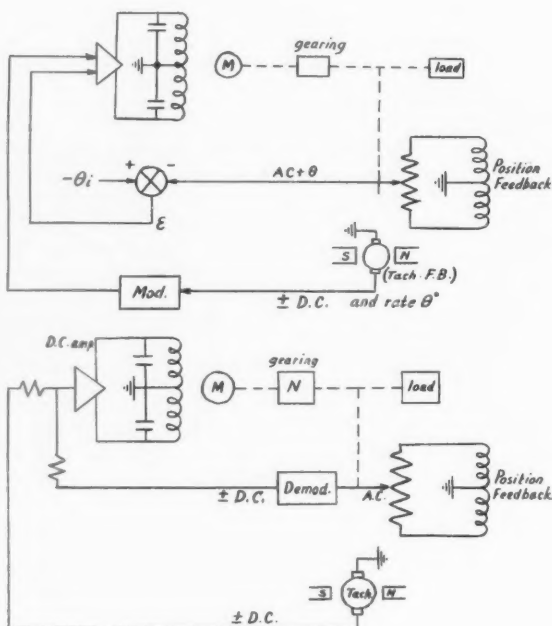 gearing
M
load
AC + θ
Position
Feedback
-θi
+
-
ε
S
N
(Tach. F.B.)
Mod.
± D.C.
and rate θ°
D.C. amp
gearing
M
N
load
± D.C.
Demod.
A.C.
Position
Feedback
S
Tach.
N
± D.C.